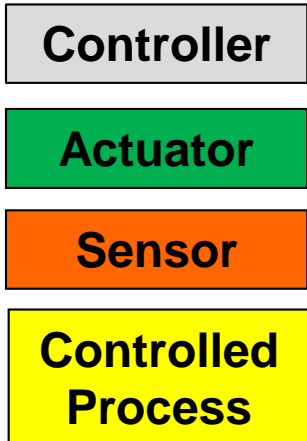 Controller
Actuator
Sensor
Controlled
Process